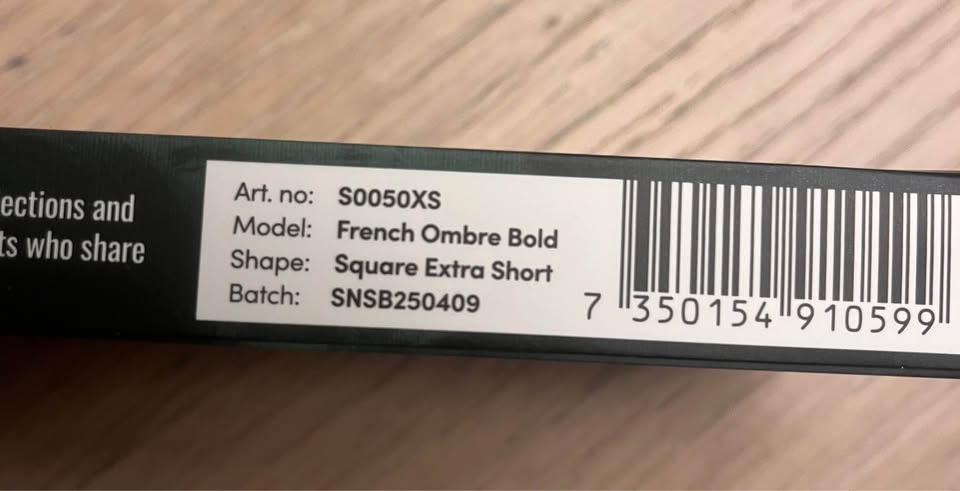 ections and
ts who share
Art. no: S0050XS
Model: French Ombre Bold
Shape: Square Extra Short
Batch: SNSB250409
7 350154 910599